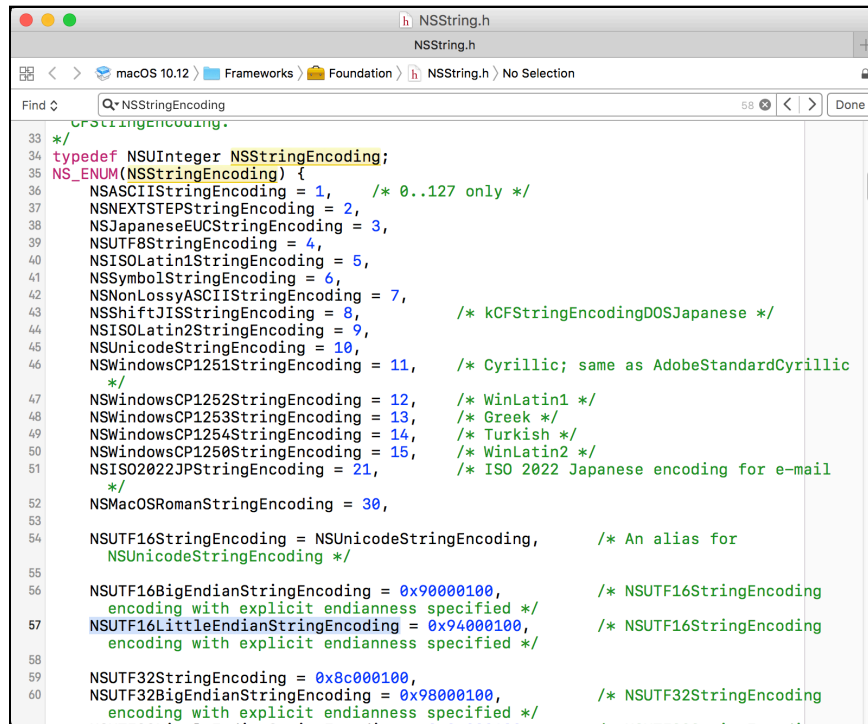 NSString.h
NSString.h
macOS 10.12 〉 Frameworks 〉 Foundation 〉 h NSString.h 〉 No Selection
Find NSStringEncoding 58 Done
CFStringEncoding.
33 */
34 typedef NSUInteger NSStringEncoding;
35 NS_ENUM(NSStringEncoding) {
36 NSASCIIStringEncoding = 1, /* 0..127 only */
37 NSNEXTSTEPStringEncoding = 2,
38 NSJapaneseEUCStringEncoding = 3,
39 NSUTF8StringEncoding = 4,
40 NSISOLatin1StringEncoding = 5,
41 NSSymbolStringEncoding = 6,
42 NSNonLossyASCIIStringEncoding = 7,
43 NSShiftJISStringEncoding = 8, /* kCFStringEncodingDOSJapanese */
44 NSISOLatin2StringEncoding = 9,
45 NSUnicodeStringEncoding = 10,
46 NSWindowsCP1251StringEncoding = 11, /* Cyrillic; same as AdobeStandardCyrillic
*/
47 NSWindowsCP1252StringEncoding = 12, /* WinLatin1 */
48 NSWindowsCP1253StringEncoding = 13, /* Greek */
49 NSWindowsCP1254StringEncoding = 14, /* Turkish */
50 NSWindowsCP1250StringEncoding = 15, /* WinLatin2 */
51 NSISO2022JPStringEncoding = 21, /* ISO 2022 Japanese encoding for e-mail
*/
52 NSMacOSRomanStringEncoding = 30,
53
54 NSUTF16StringEncoding = NSUnicodeStringEncoding, /* An alias for
NSUnicodeStringEncoding */
55
56 NSUTF16BigEndianStringEncoding = 0x90000100, /* NSUTF16StringEncoding
encoding with explicit endianness specified */
57 NSUTF16LittleEndianStringEncoding = 0x94000100, /* NSUTF16StringEncoding
encoding with explicit endianness specified */
58
59 NSUTF32StringEncoding = 0x8c000100,
60 NSUTF32BigEndianStringEncoding = 0x98000100, /* NSUTF32StringEncoding
encoding with explicit endianness specified */